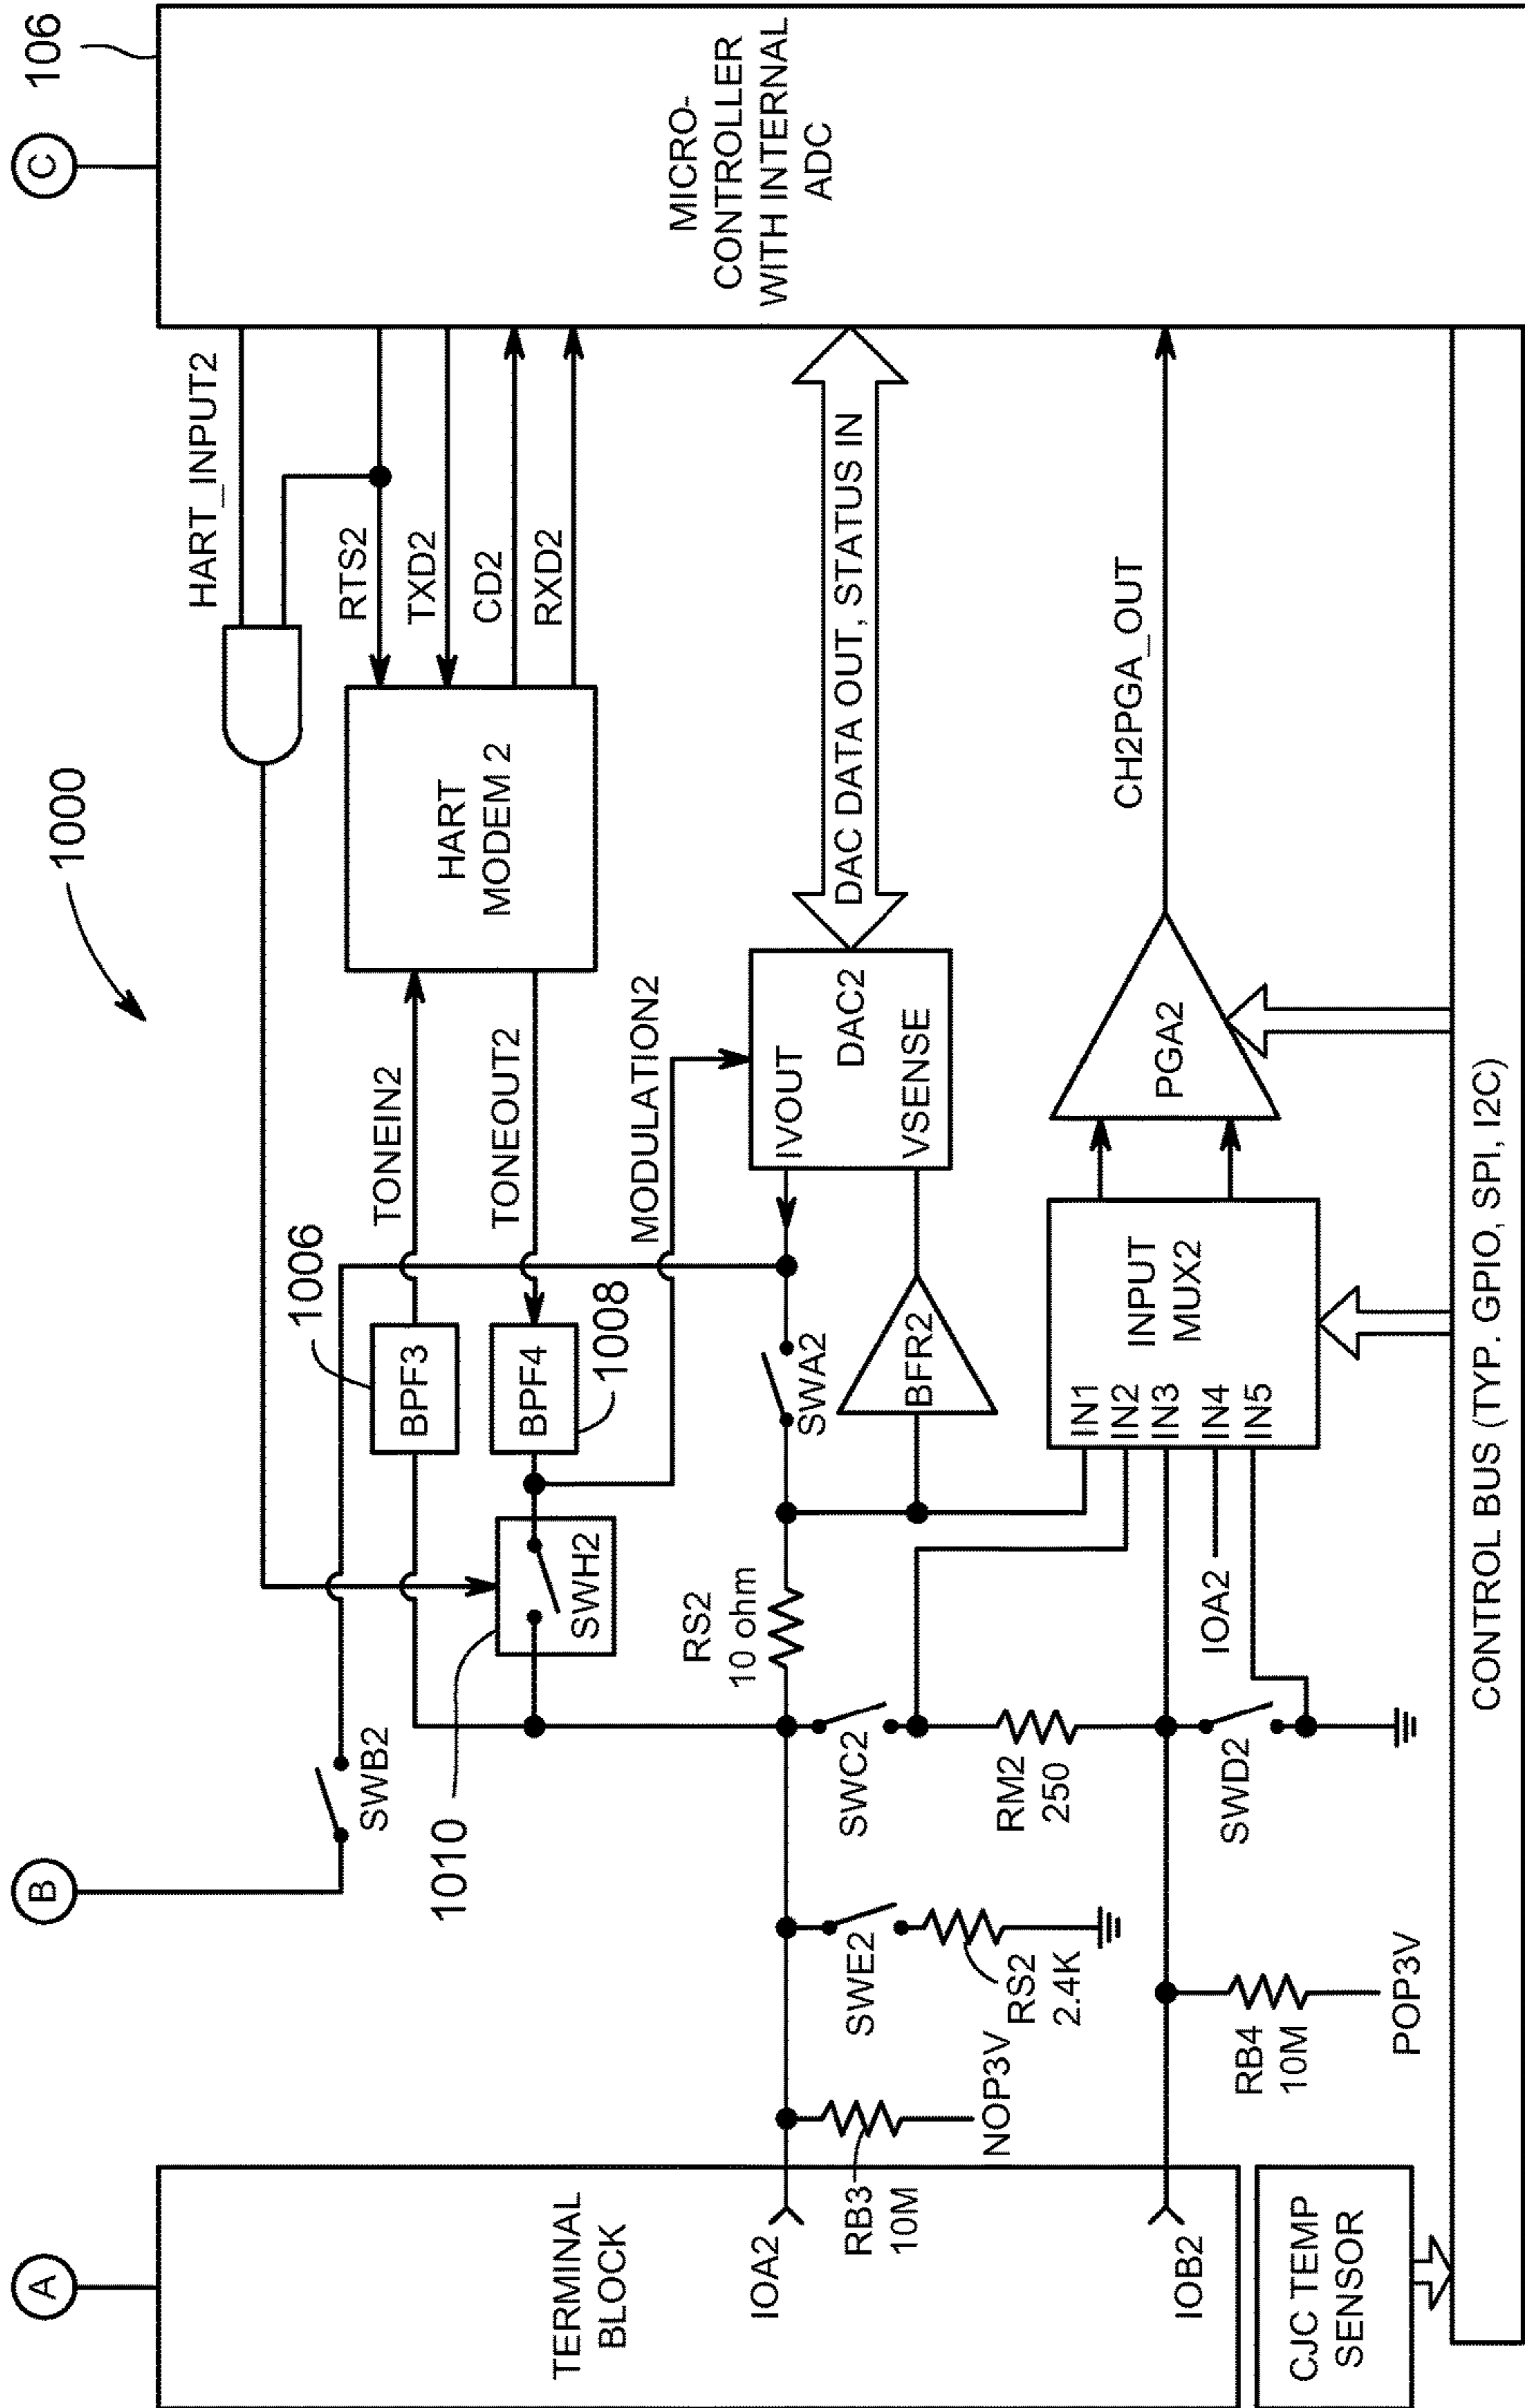 A
B
C
106
1000
TERMINAL
BLOCK
IOA2
IOB2
CJC TEMP
SENSOR
MICRO-
CONTROLLER
WITH INTERNAL
ADC
HART_INPUT2
RTS2
TXD2
CD2
RXD2
HART
MODEM 2
TONEIN2
TONEOUT2
1006
BPF3
BPF4
1008
SWB2
1010
SWH2
MODULATION2
IVOUT
DAC2
VSENSE
DAC DATA OUT, STATUS IN
SWA2
BFR2
RS2
10 ohm
SWC2
RM2
250
SWD2
SWE2
RS2
2.4K
RB3
10M
NOP3V
RB4
10M
POP3V
IN1
IN2
IN3
IN4
IN5
IOA2
INPUT
MUX2
PGA2
CH2PGA_OUT
CONTROL BUS (TYP. GPIO, SPI, I2C)